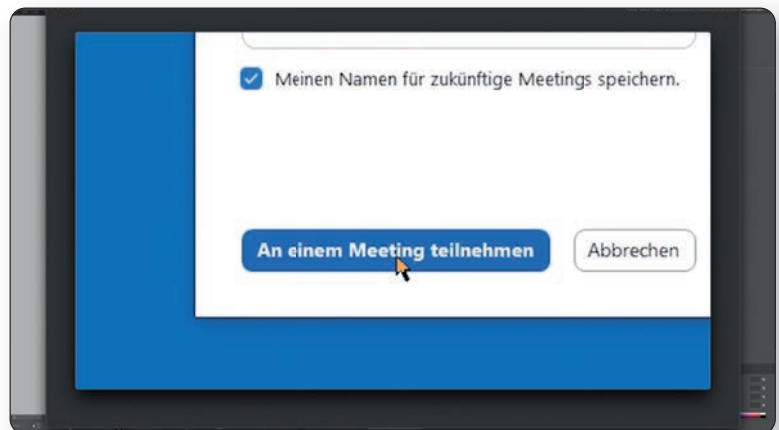 Meinen Namen für zukünftige Meetings speichern.
An einem Meeting teilnehmen
Abbrechen